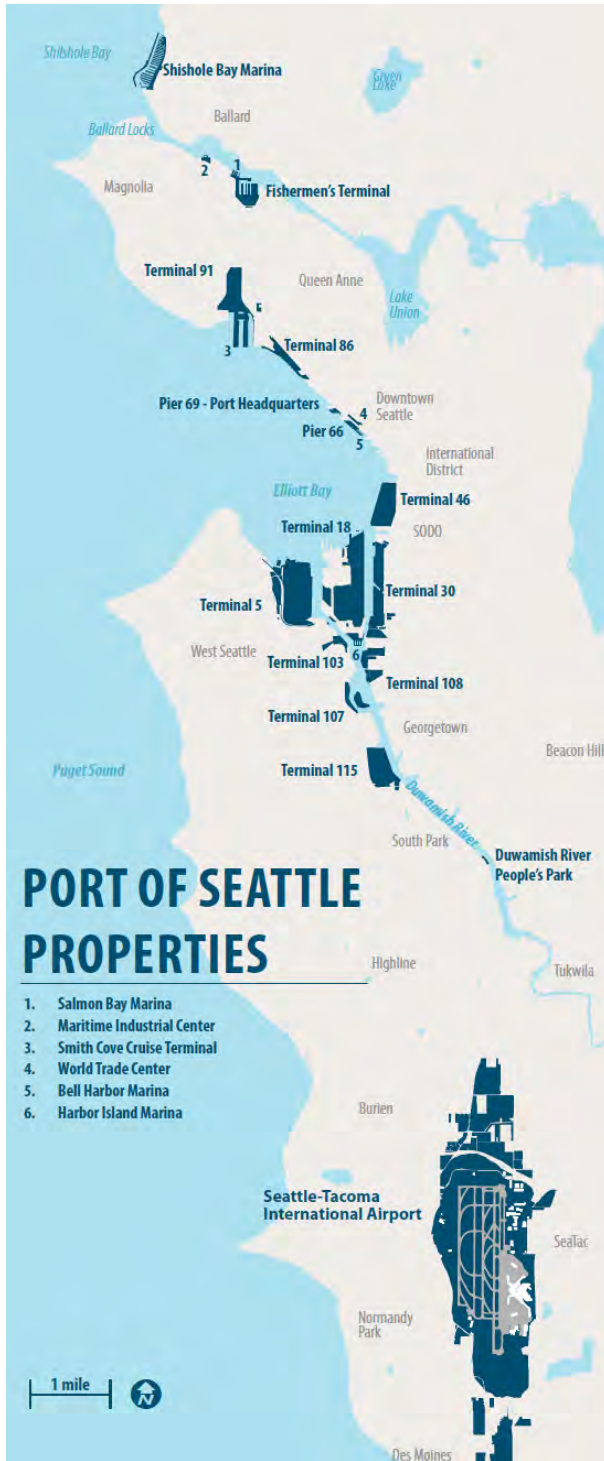 Shilshole Bay
Shishole Bay Marina
Green
Lake
Ballard
Ballard Locks
1
2
Magnolia
Fishermen's Terminal
Terminal 91
Queen Anne
Lake
Union
3
Terminal 86
Pier 69 - Port Headquarters
4
Downtown
Seattle
Pier 66
5
International
District
Elliott Bay
Terminal 46
Terminal 18
SODO
Terminal 5
Terminal 30
West Seattle
6
Terminal 103
Terminal 108
Terminal 107
Georgetown
Beacon Hill
Puget Sound
Terminal 115
Duwamish River
South Park
Duwamish River
People's Park
PORT OF SEATTLE
PROPERTIES
Highline
Tukwila
1. Salmon Bay Marina
2. Maritime Industrial Center
3. Smith Cove Cruise Terminal
4. World Trade Center
5. Bell Harbor Marina
6. Harbor Island Marina
Burien
Seattle-Tacoma
International Airport
SeaTac
Normandy
Park
1 mile
N
Des Moines